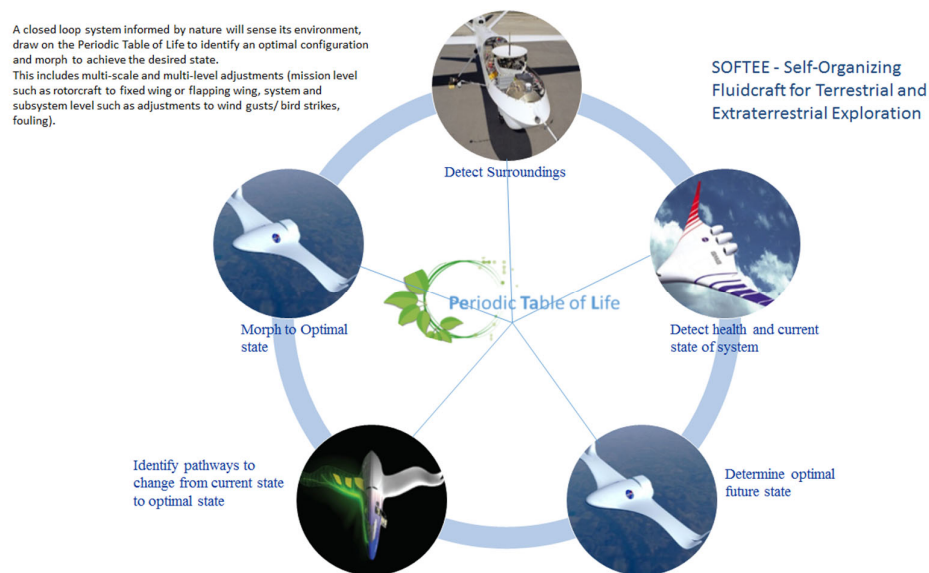 A closed loop system informed by nature will sense its environment,
draw on the Periodic Table of Life to identify an optimal configuration
and morph to achieve the desired state.
This includes multi-scale and multi-level adjustments (mission level
such as rotorcraft to fixed wing or flapping wing, system and
subsystem level such as adjustments to wind gusts/ bird strikes,
fouling).
SOFTEE - Self-Organizing
Fluidcraft for Terrestrial and
Extraterrestrial Exploration
Detect Surroundings
Detect health and current
state of system
Determine optimal
future state
Identify pathways to
change from current state
to optimal state
Morph to Optimal
state
Periodic Table of Life